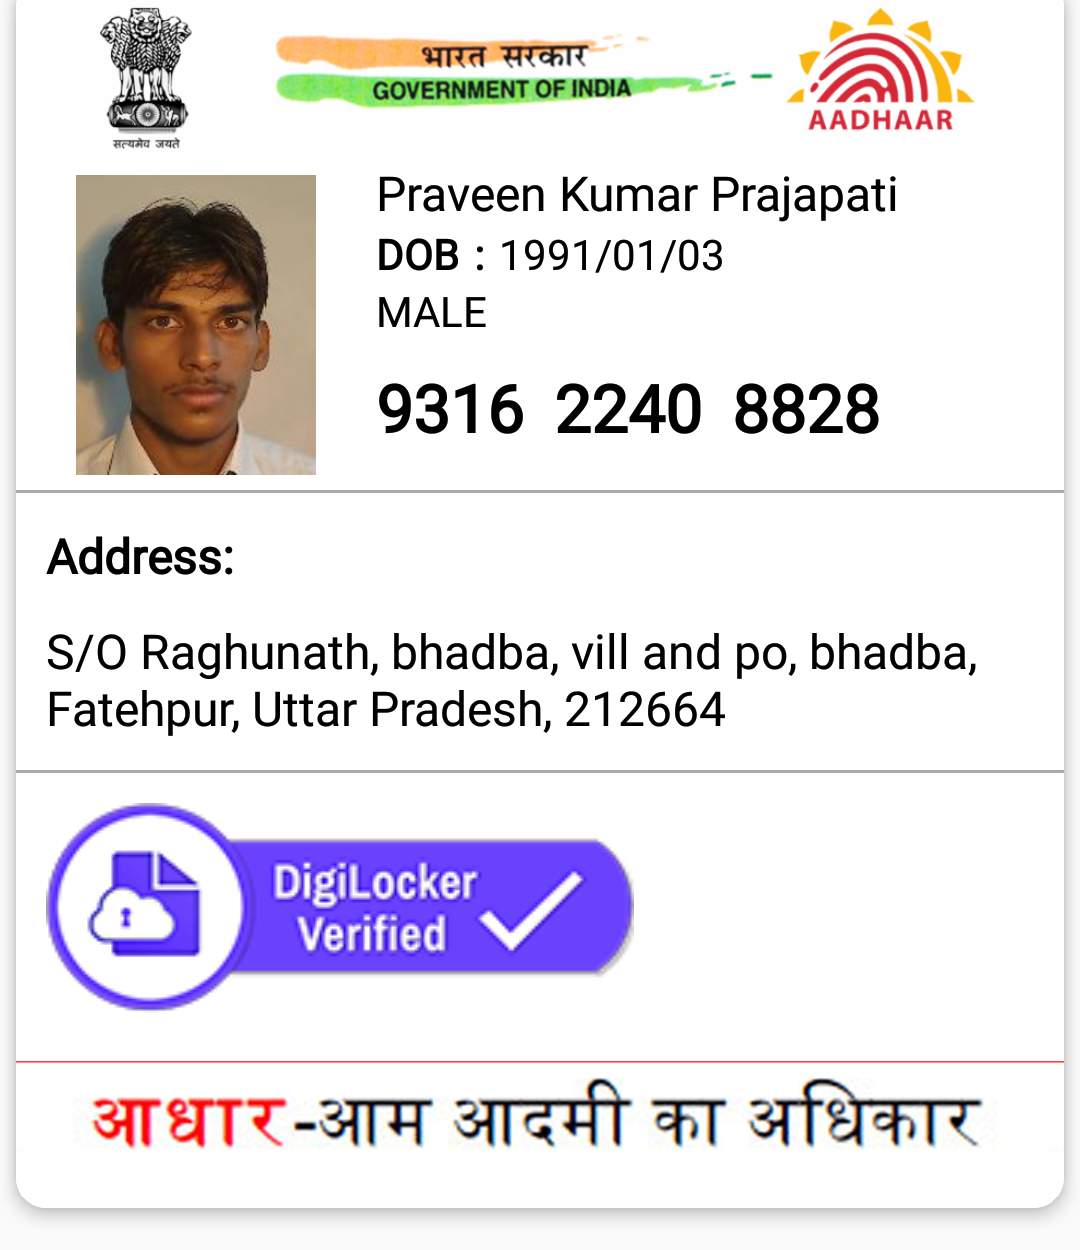 सत्यमेव जयते
भारत सरकार
GOVERNMENT OF INDIA
AADHAAR
Praveen Kumar Prajapati
DOB : 1991/01/03
MALE
9316 2240 8828
Address:
S/O Raghunath, bhadba, vill and po, bhadba,
Fatehpur, Uttar Pradesh, 212664
DigiLocker
Verified
आधार-आम आदमी का अधिकार